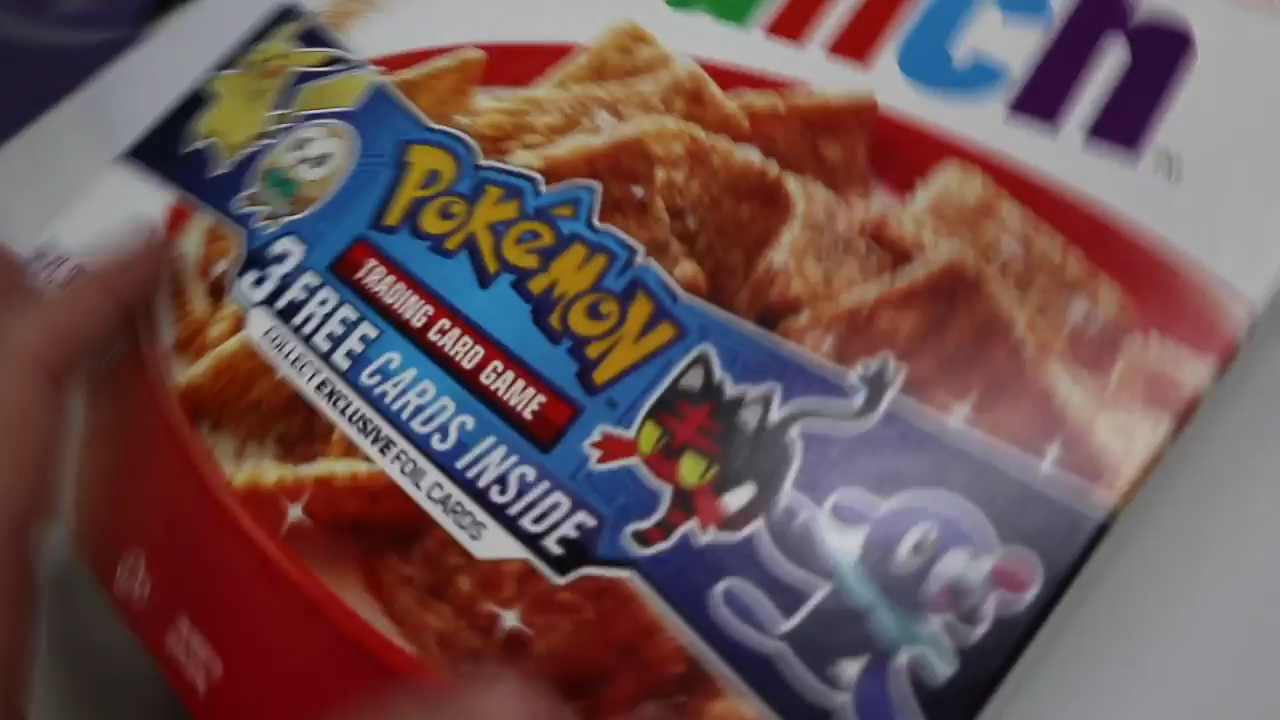 nch
POKéMON
TRADING CARD GAME
3 FREE CARDS INSIDE
COLLECT EXCLUSIVE FOIL CARDS